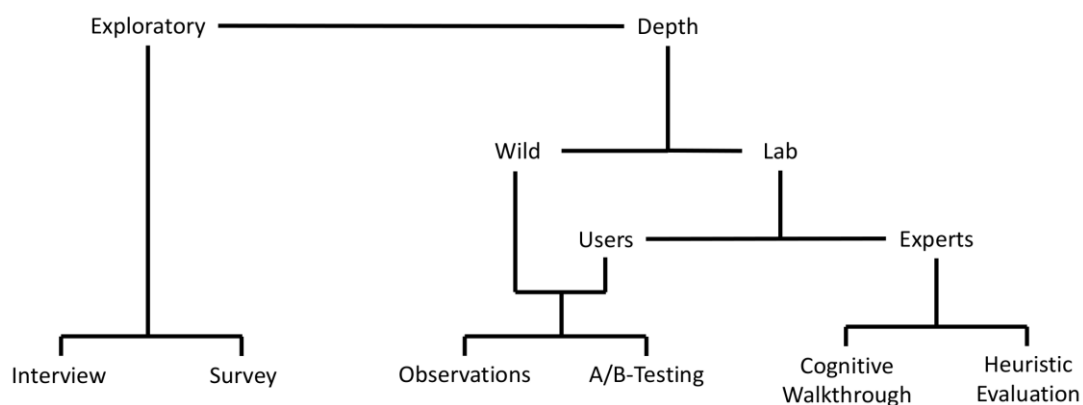 Exploratory
Depth
Wild
Lab
Users
Experts
Interview
Survey
Observations
A/B-Testing
Cognitive
Walkthrough
Heuristic
Evaluation